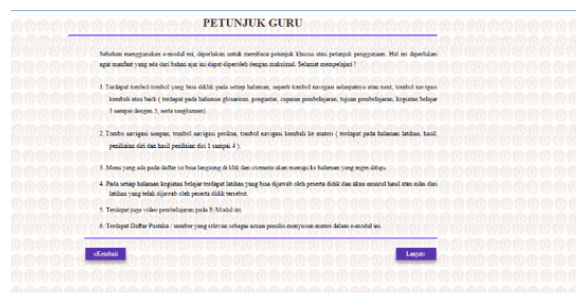 PETUNJUK GURU
Sebelum menggunakan e-modul ini, diperlukan untuk membaca petunjuk khusus atau petunjuk penggunaan. Hal ini diperlukan
agar manfaat yang ada dari bahan ajar ini dapat diperoleh dengan maksimal. Selamat mempelajari !
1. Terdapat tombol-tombol yang bisa diklik pada setiap halaman, seperti tombol navigasi selanjutnya atau next, tombol navigasi
kembali atau back ( terdapat pada halaman glosarium, pengantar, capaian pembelajaran, tujuan pembelajaran, kegiatan belajar
1 sampai dengan 5, serta rangkuman)
2. Tombo navigasi simpan, tombol navigasi periksa, tombol navigasi kembali ke materi ( terdapat pada halaman latihan, hasil,
penilaian diri dan hasil penilaian diri 1 sampai 4 ).
3. Menu yang ada pada daftar isi bisa langsung di klik dan otomatis akan menuju ke halaman yang ingin dituju.
4. Pada setiap halaman kegiatan belajar terdapat latihan yang bisa dijawab oleh peserta didik dan akan muncul hasil atau nilai dari
latihan yang telah dijawab oleh peserta didik tersebut.
5. Terdapat juga video pembelajaran pada E-Modul ini.
6. Terdapat Daftar Pustaka / sumber yang relevan sebagai acuan penulis menyusun materi dalam e-modul ini.
<Kembali
Lanjut>